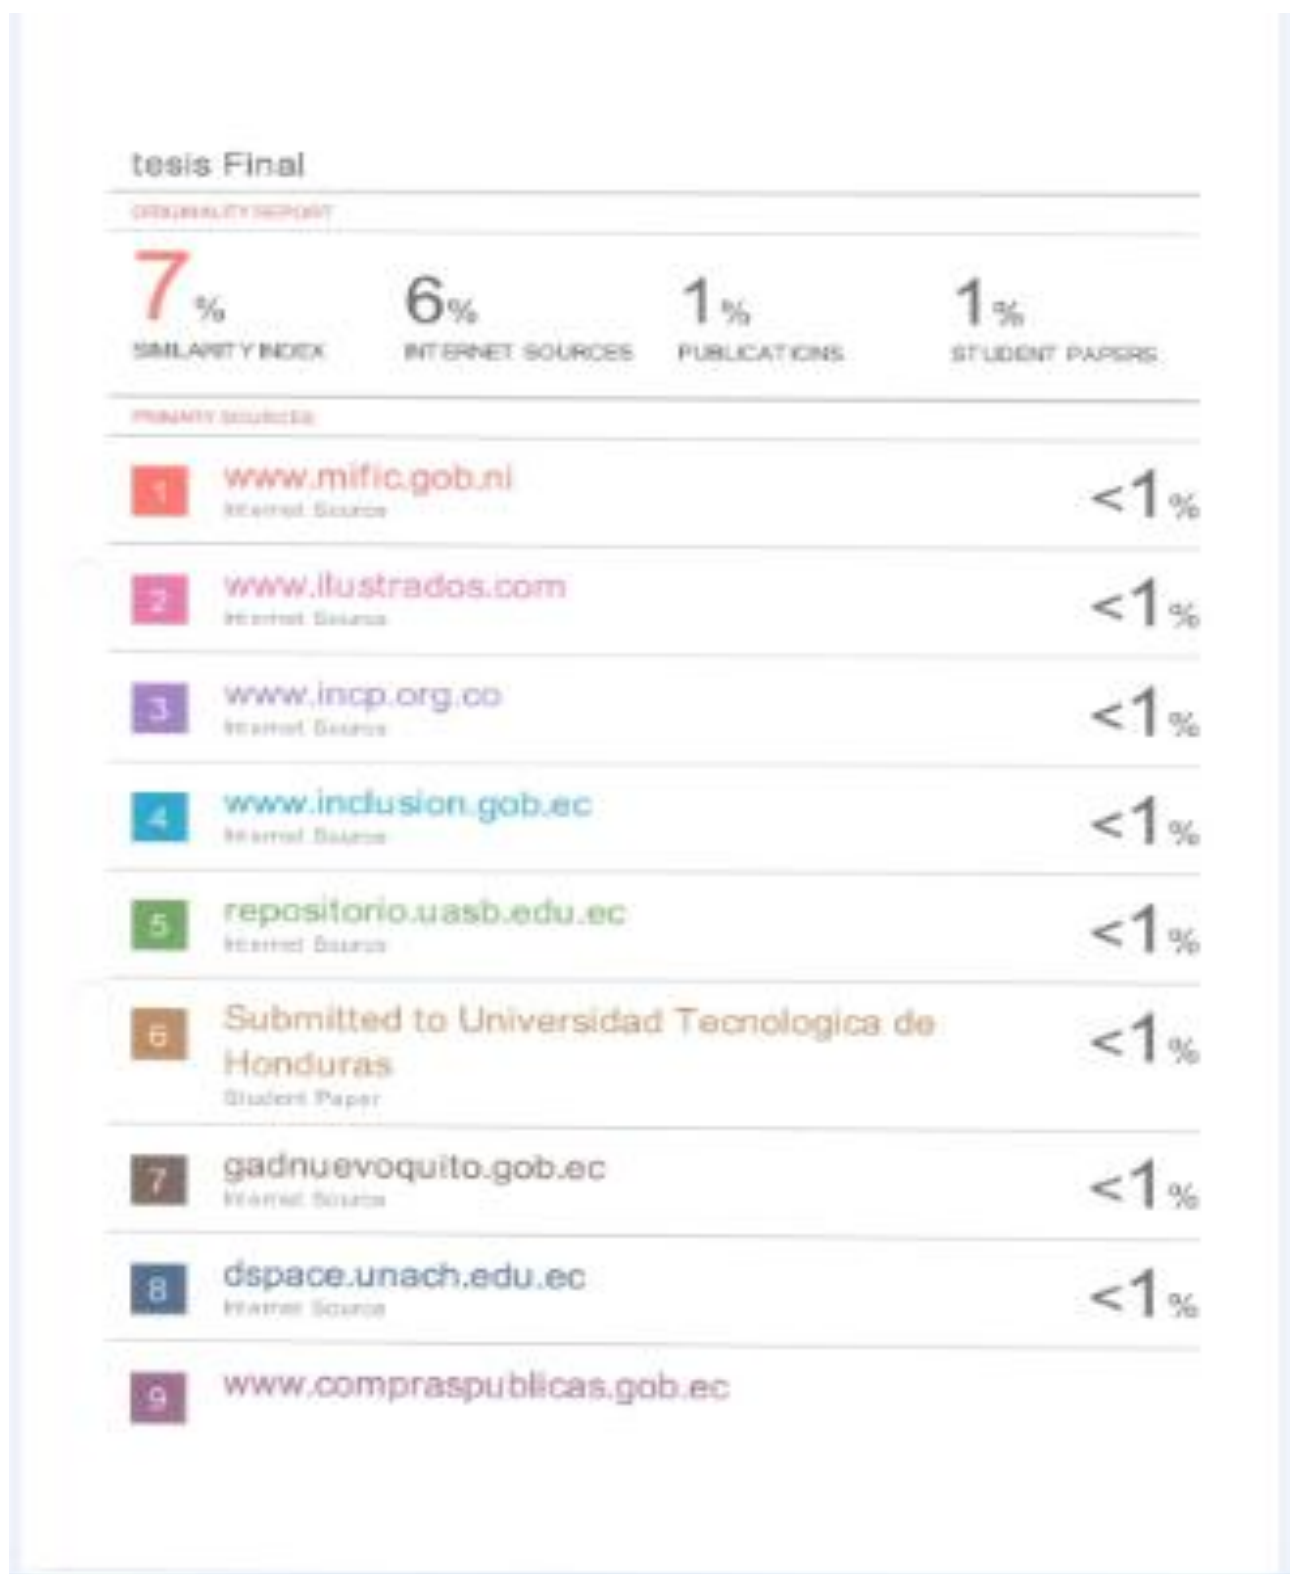 tesis Final
ORIGINALITY REPORT
7% 6% 1% 1%
SIMILARITY INDEX INTERNET SOURCES PUBLICATIONS STUDENT PAPERS
PRIMARY SOURCES
1 www.mific.gob.ni <1%
Internet Source
2 www.ilustrados.com <1%
Internet Source
3 www.incp.org.co <1%
Internet Source
4 www.inclusion.gob.ec <1%
Internet Source
5 repositorio.uasb.edu.ec <1%
Internet Source
6 Submitted to Universidad Tecnologica de <1%
Honduras
Student Paper
7 gadnuevoquito.gob.ec <1%
Internet Source
8 dspace.unach.edu.ec <1%
Internet Source
9 www.compraspublicas.gob.ec